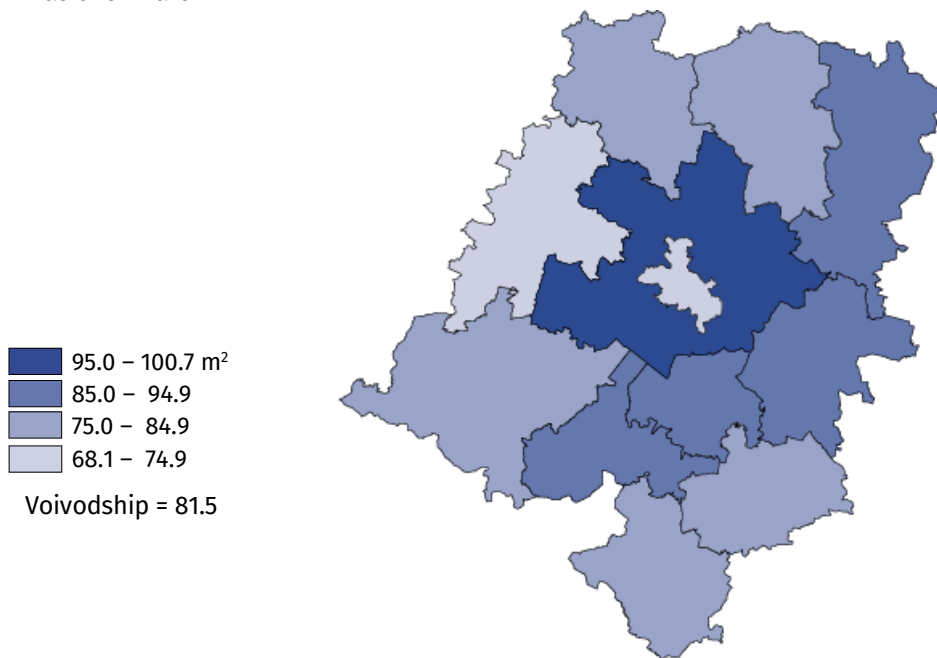 95.0 – 100.7 m²
85.0 – 94.9
75.0 – 84.9
68.1 – 74.9
Voivodship = 81.5